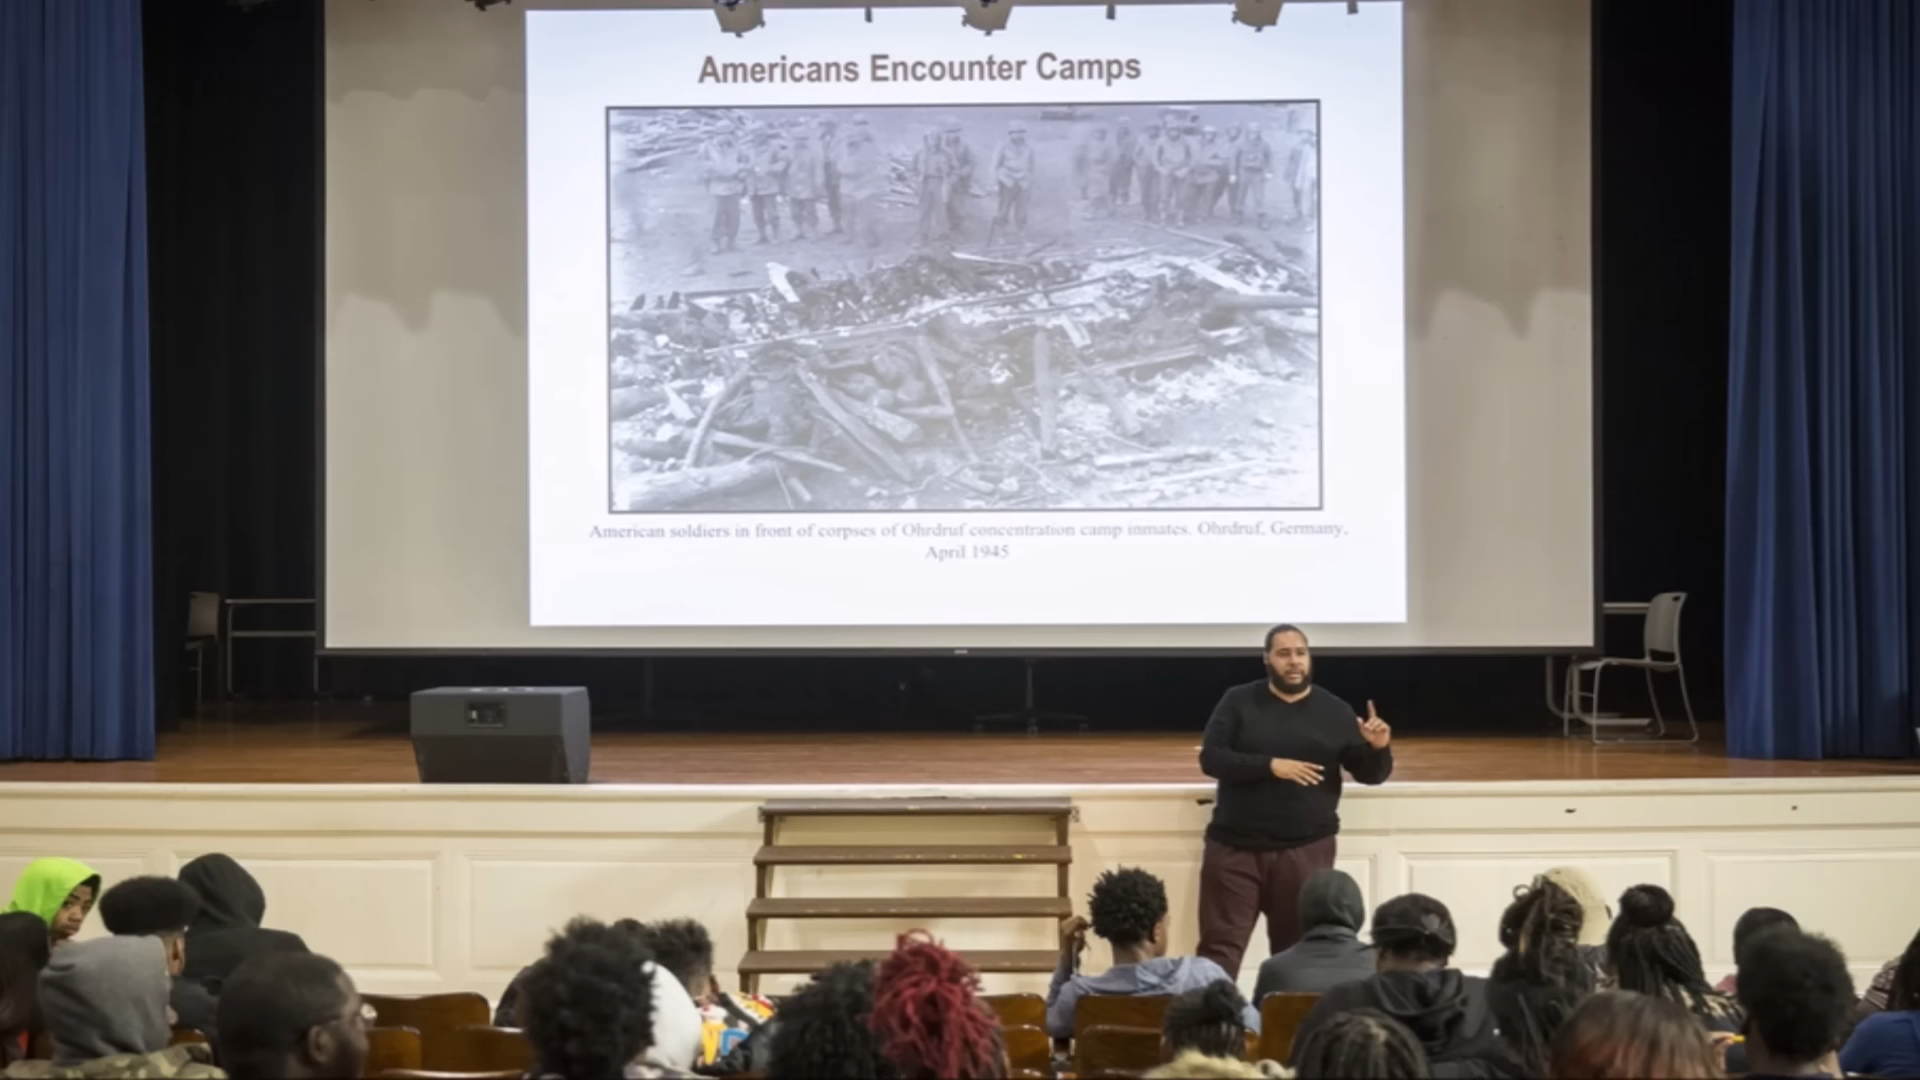 Americans Encounter Camps
American soldiers in front of corpses of Ohrdruf concentration camp inmates. Ohrdruf, Germany,
April 1945